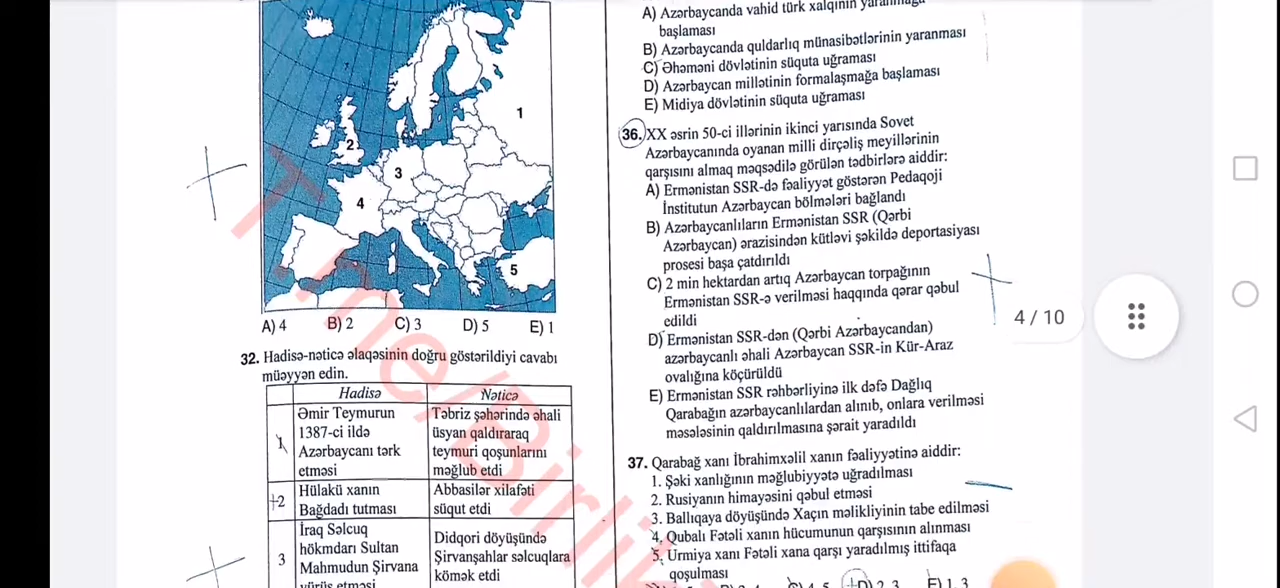 1
2
3
4
5
A) 4 B) 2 C) 3 D) 5 E) 1
32. Hadisə-nəticə əlaqəsinin doğru göstərildiyi cavabı
müəyyən edin.
Hadisə Nəticə
1 Əmir Teymurun
1387-ci ildə
Azərbaycanı tərk
etməsi
Təbriz şəhərində əhali
üsyan qaldıraraq
teymuri qoşunlarını
məğlub etdi
2 Hülakü xanın
Bağdadı tutması
Abbasilər xilafəti
süqut etdi
3 İraq Səlcuq
hökmdarı Sultan
Mahmudun Şirvana
yürüş etməsi
Didqori döyüşündə
Şirvanşahlar səlcuqlara
kömək etdi
A) Azərbaycanda vahid türk xalqının yaranmağa
başlaması
B) Azərbaycanda quldarlıq münasibətlərinin yaranması
C) Əhəməni dövlətinin süquta uğraması
D) Azərbaycan millətinin formalaşmağa başlaması
E) Midiya dövlətinin süquta uğraması
36. XX əsrin 50-ci illərinin ikinci yarısında Sovet
Azərbaycanında oyanan milli dirçəliş meyillərinin
qarşısını almaq məqsədilə görülən tədbirlərə aiddir:
A) Ermənistan SSR-də fəaliyyət göstərən Pedaqoji
İnstitutun Azərbaycan bölmələri bağlandı
B) Azərbaycanlıların Ermənistan SSR (Qərbi
Azərbaycan) ərazisindən kütləvi şəkildə deportasiyası
prosesi başa çatdırıldı
C) 2 min hektardan artıq Azərbaycan torpağının
Ermənistan SSR-ə verilməsi haqqında qərar qəbul
edildi
D) Ermənistan SSR-dən (Qərbi Azərbaycandan)
azərbaycanlı əhali Azərbaycan SSR-in Kür-Araz
ovalığına köçürüldü
E) Ermənistan SSR rəhbərliyinə ilk dəfə Dağlıq
Qarabağın azərbaycanlılardan alınıb, onlara verilməsi
məsələsinin qaldırılmasına şərait yaradıldı
37. Qarabağ xanı İbrahimxəlil xanın fəaliyyətinə aiddir:
1. Şəki xanlığının məğlubiyyətə uğradılması
2. Rusiyanın himayəsini qəbul etməsi
3. Ballıqaya döyüşündə Xaçın məlikliyinin tabe edilməsi
4. Qubalı Fətəli xanın hücumunun qarşısının alınması
5. Urmiya xanı Fətəli xana qarşı yaradılmış ittifaqa
qoşulması
C) 4, 5 D) 2, 3 E) 1, 3
4 / 10
T.me/Birlik